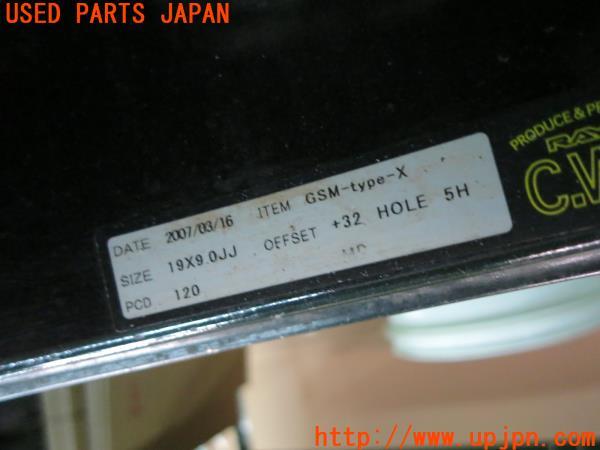 USED PARTS JAPAN
PRODUCE & P
RAY
C.W
DATE 2007/03/16 ITEM GSM-type-X
SIZE 19X9.0JJ OFFSET +32 HOLE 5H
PCD 120
http://www.upjpn.com/